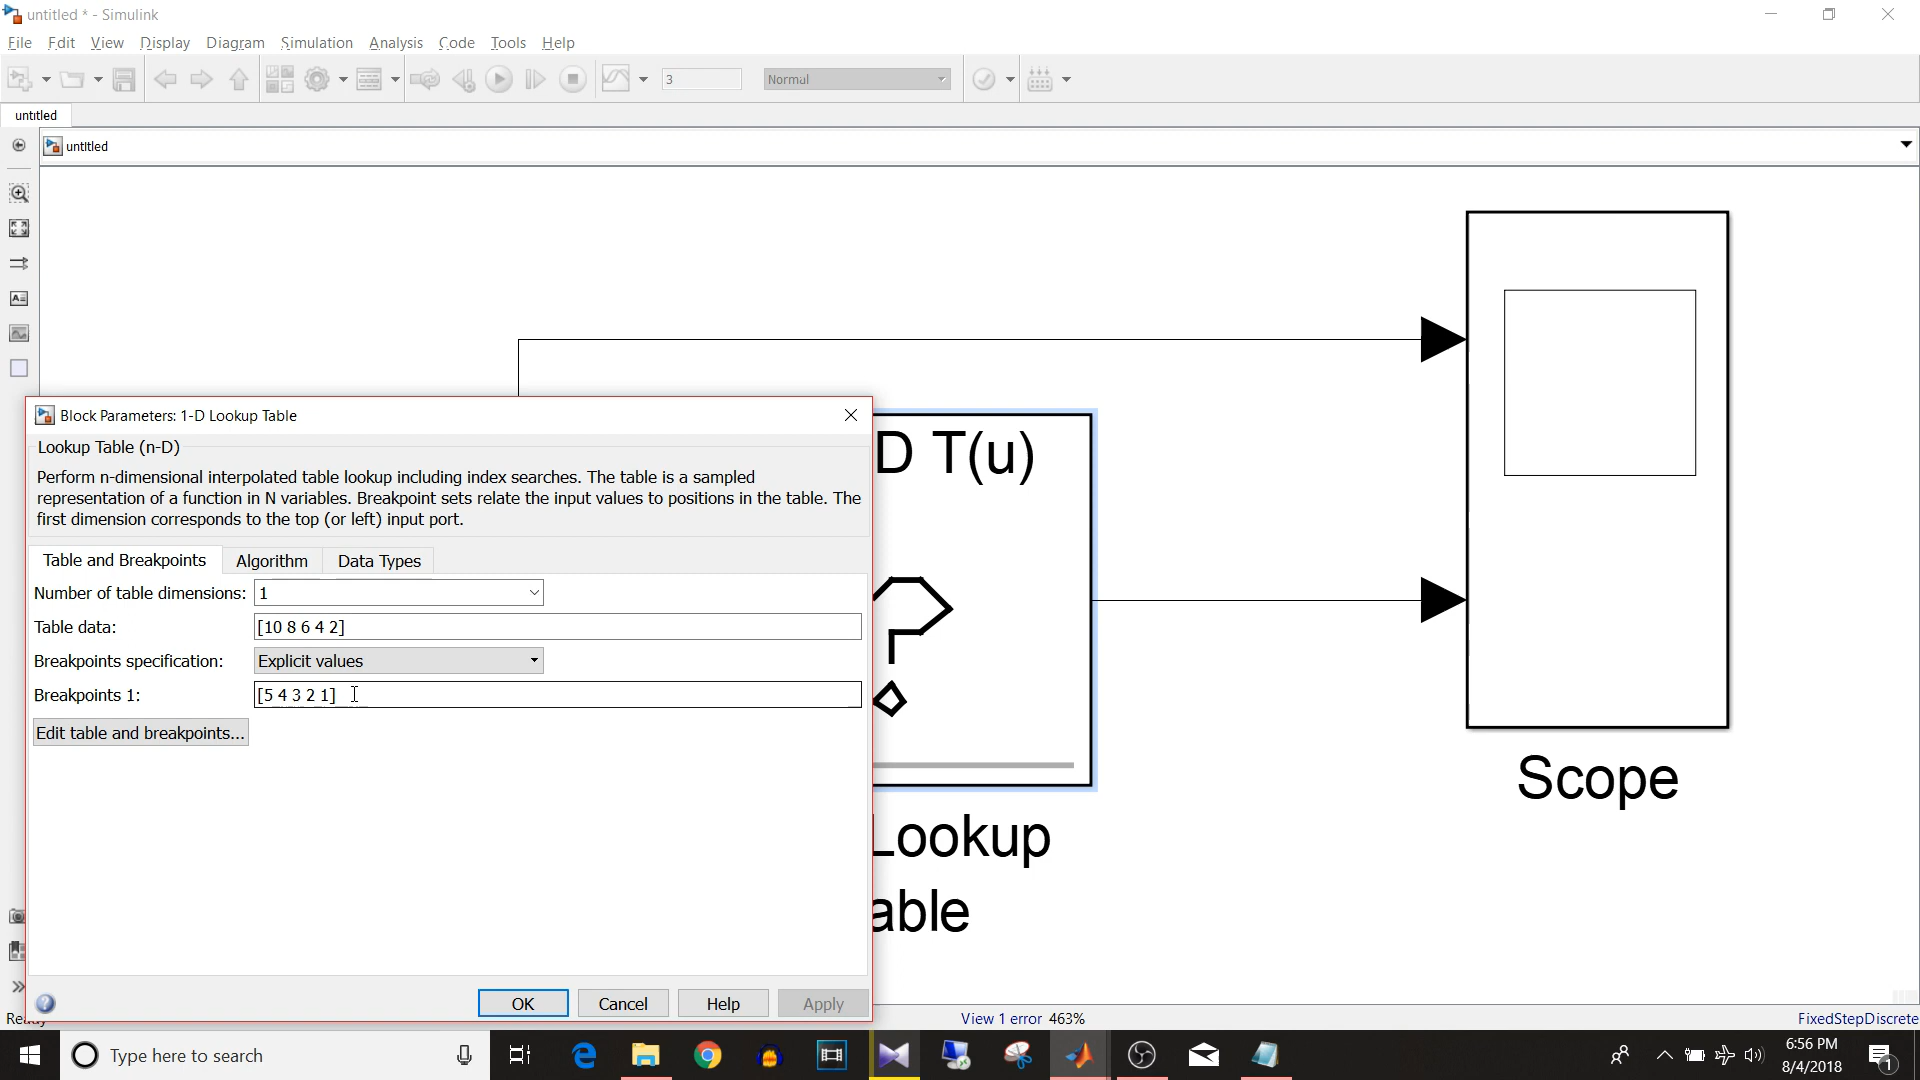 untitled * - Simulink
File Edit View Display Diagram Simulation Analysis Code Tools Help
3 Normal
untitled
untitled
Block Parameters: 1-D Lookup Table
Lookup Table (n-D)
Perform n-dimensional interpolated table lookup including index searches. The table is a sampled
representation of a function in N variables. Breakpoint sets relate the input values to positions in the table. The
first dimension corresponds to the top (or left) input port.
Table and Breakpoints Algorithm Data Types
Number of table dimensions: 1
Table data: [10 8 6 4 2]
Breakpoints specification: Explicit values
Breakpoints 1: [5 4 3 2 1]
Edit table and breakpoints...
OK Cancel Help Apply
D T(u)
Lookup
able
Scope
Ready
View 1 error 463%
FixedStepDiscrete
Type here to search
6:56 PM
8/4/2018
1